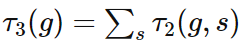 τ₃(g) = ∑ₛ τ₂(g, s)